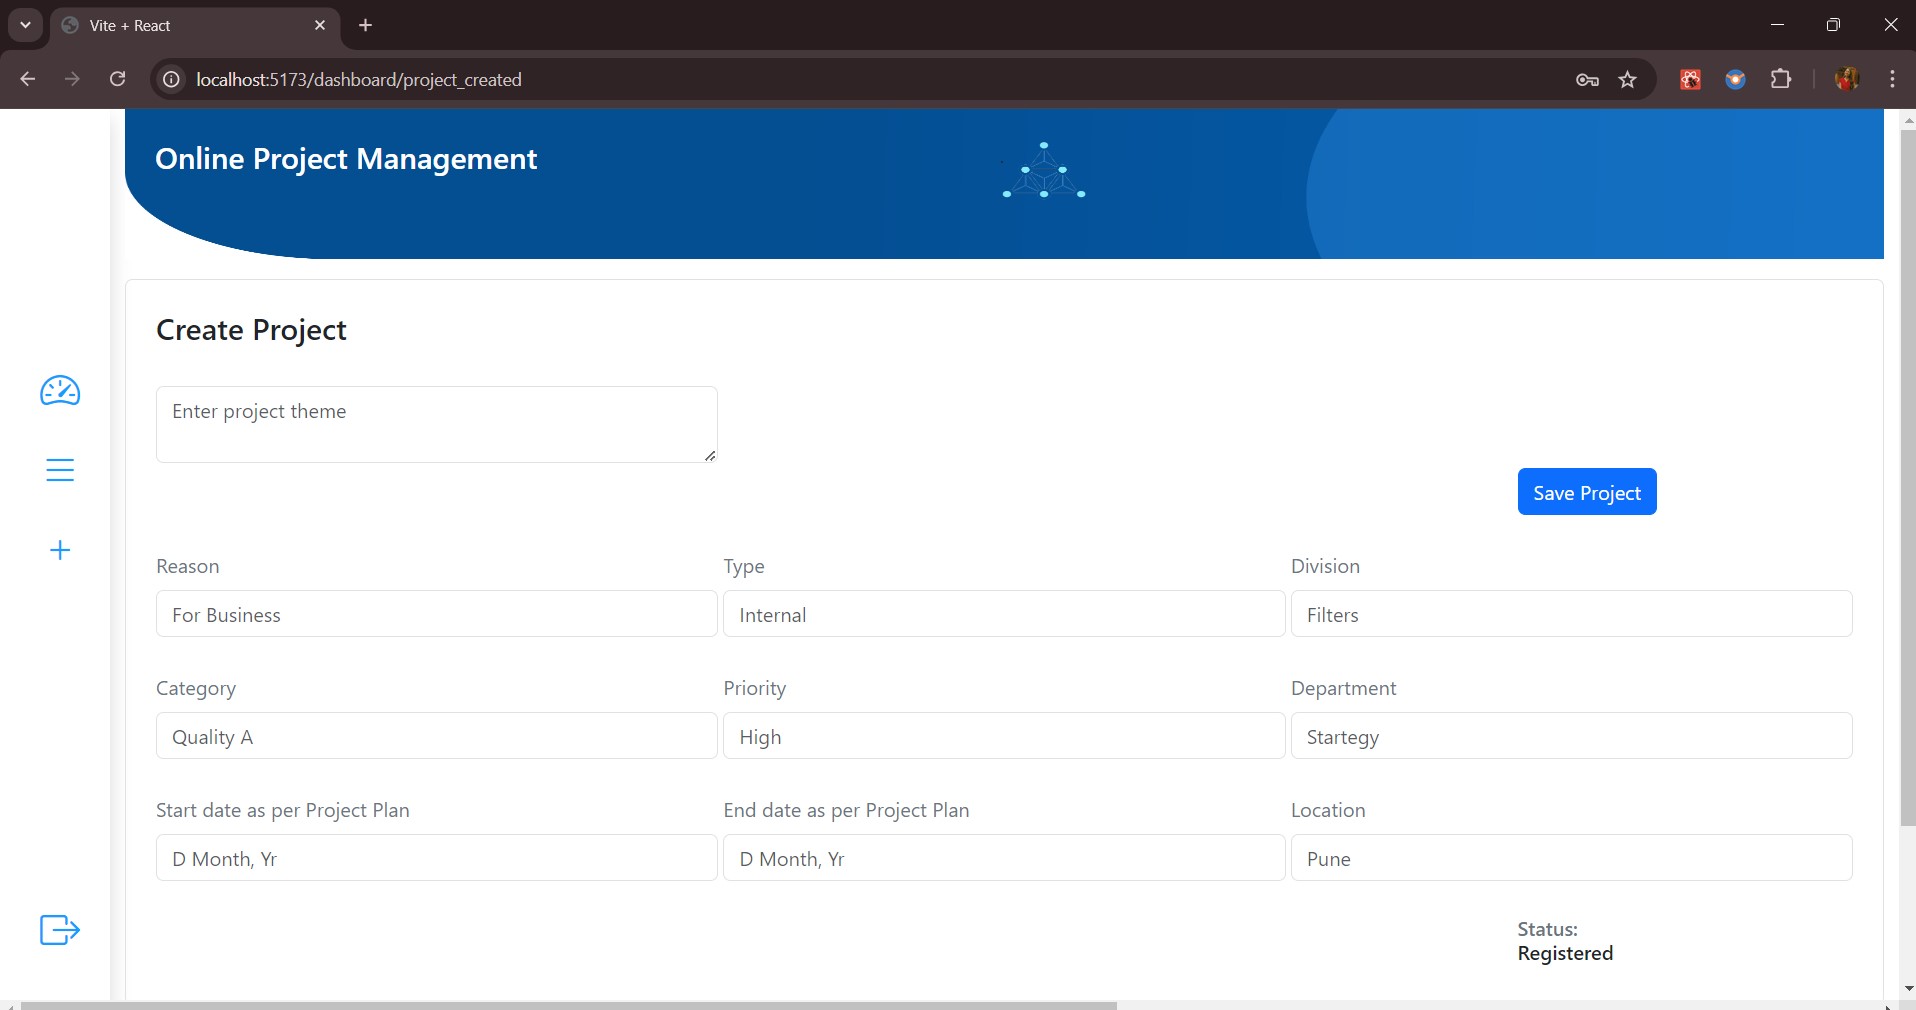 Vite + React
localhost:5173/dashboard/project_created
Online Project Management
Create Project
Enter project theme
Save Project
Reason Type Division
For Business Internal Filters
Category Priority Department
Quality A High Startegy
Start date as per Project Plan End date as per Project Plan Location
D Month, Yr D Month, Yr Pune
Status:
Registered